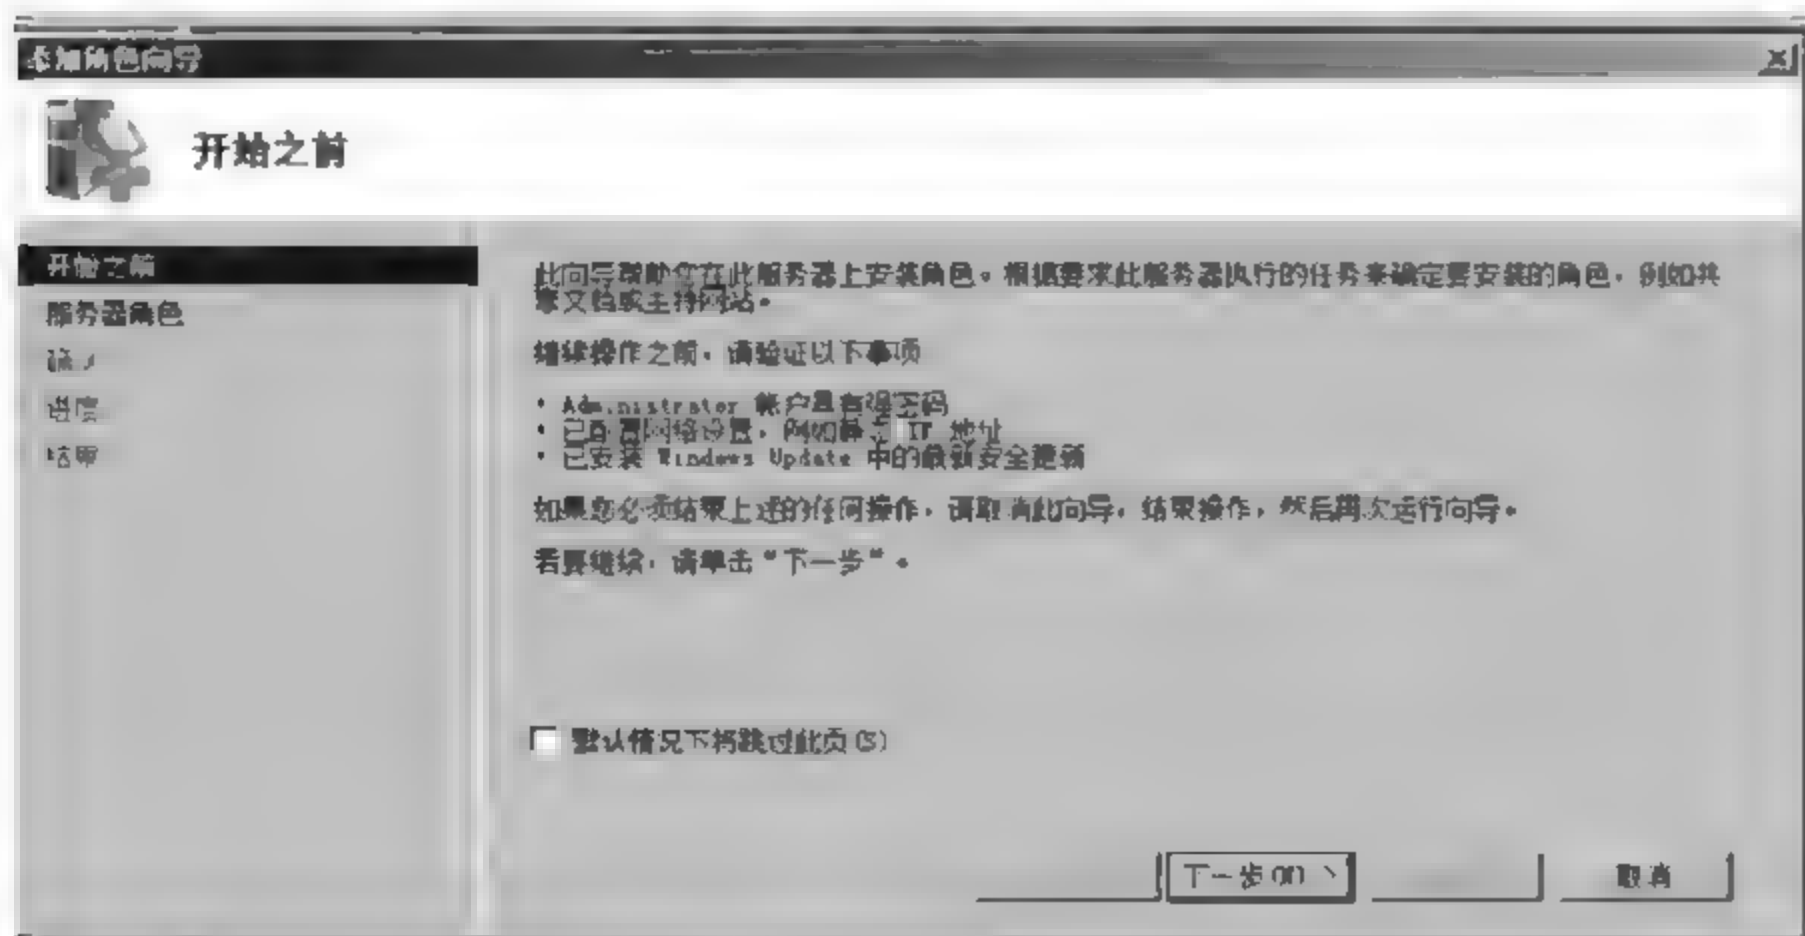 添加角色向导
开始之前
开始之前
服务器角色
确认
进度
结果
此向导帮助您在此服务器上安装角色。根据要求此服务器执行的任务来确定要安装的角色，例如共
享文档或主持网站。
继续操作之前，请验证以下事项
• Administrator 帐户具有强密码
• 已配置网络设置，例如静态 IP 地址
• 已安装 Windows Update 中的最新安全更新
如果您必须结束上述的任何操作，请取消此向导，结束操作，然后再次运行向导。
若要继续，请单击“下一步”。
默认情况下将跳过此页(S)
下一步(N) >
取消